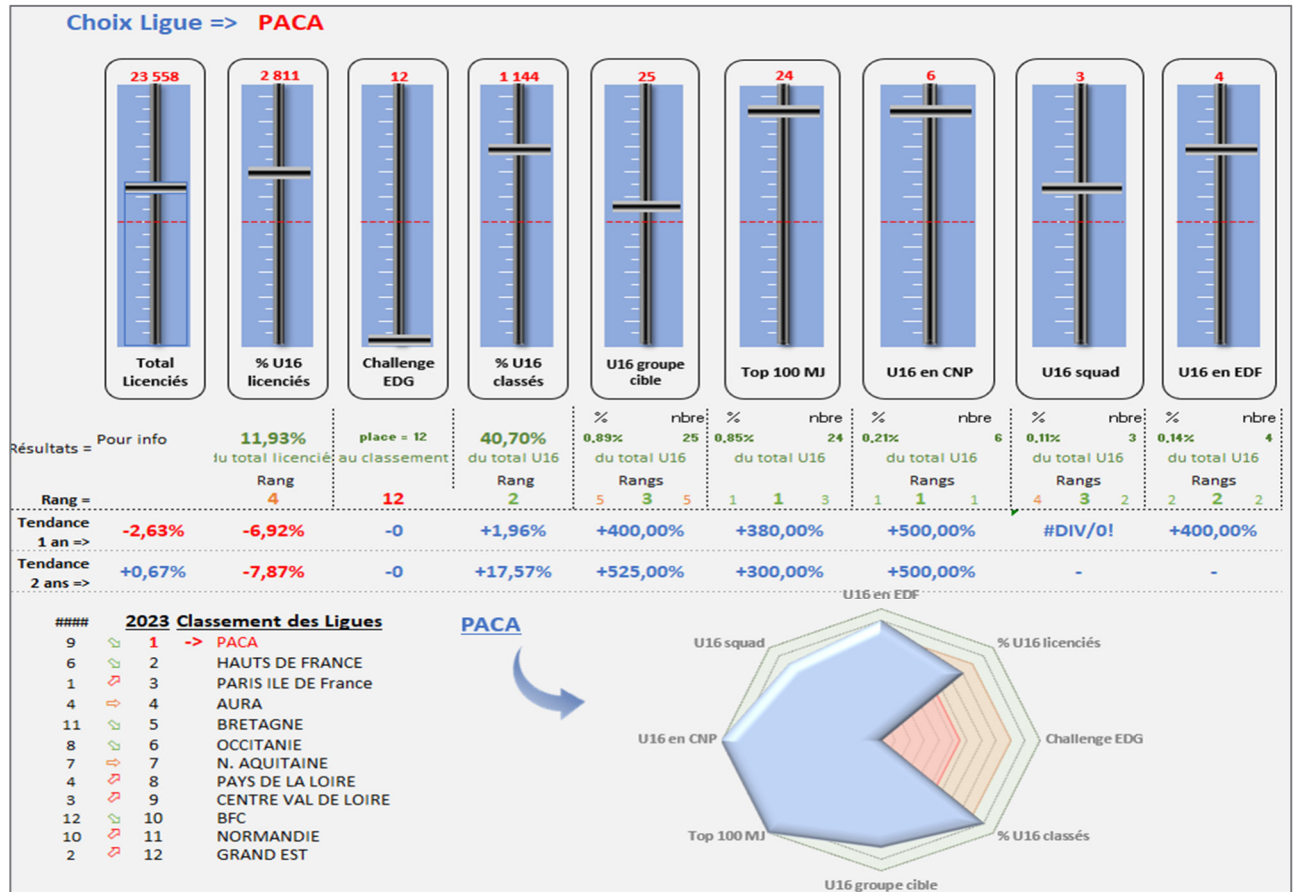 Choix Ligue => PACA
23 558 2 811 12 1 144 25 24 6 3 4
Total Licenciés
% U16 licenciés
Challenge EDG
% U16 classés
U16 groupe cible
Top 100 MJ
U16 en CNP
U16 squad
U16 en EDF
% nbre % nbre % nbre % nbre % nbre
Résultats = Pour info 11,93% place = 12 40,70% 0,89% 25 0,85% 24 0,21% 6 0,11% 3 0,14% 4
du total licencié au classement du total U16 du total U16 du total U16 du total U16 du total U16 du total U16
Rang Rang Rangs Rangs Rangs Rangs Rangs
Rang = 4 12 2 5 3 5 1 1 3 1 1 1 4 3 2 2 2 2
Tendance
1 an => -2,63% -6,92% -0 +1,96% +400,00% +380,00% +500,00% #DIV/0! +400,00%
Tendance
2 ans => +0,67% -7,87% -0 +17,57% +525,00% +300,00% +500,00% - -
#### 2023 Classement des Ligues
9 1 -> PACA
6 2 HAUTS DE FRANCE
1 3 PARIS ILE DE France
4 4 AURA
11 5 BRETAGNE
8 6 OCCITANIE
7 7 N. AQUITAINE
4 8 PAYS DE LA LOIRE
3 9 CENTRE VAL DE LOIRE
12 10 BFC
10 11 NORMANDIE
2 12 GRAND EST
PACA
U16 en EDF
% U16 licenciés
Challenge EDG
% U16 classés
U16 groupe cible
Top 100 MJ
U16 en CNP
U16 squad